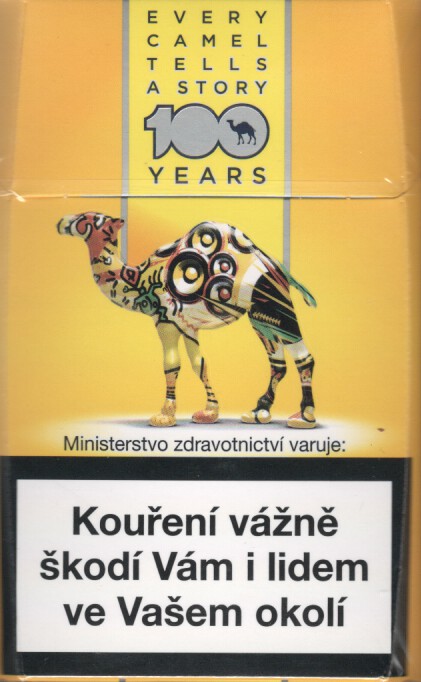 EVERY
CAMEL
TELLS
A STORY
100
YEARS
Ministerstvo zdravotnictví varuje:
Kouření vážně
škodí Vám i lidem
ve Vašem okolí